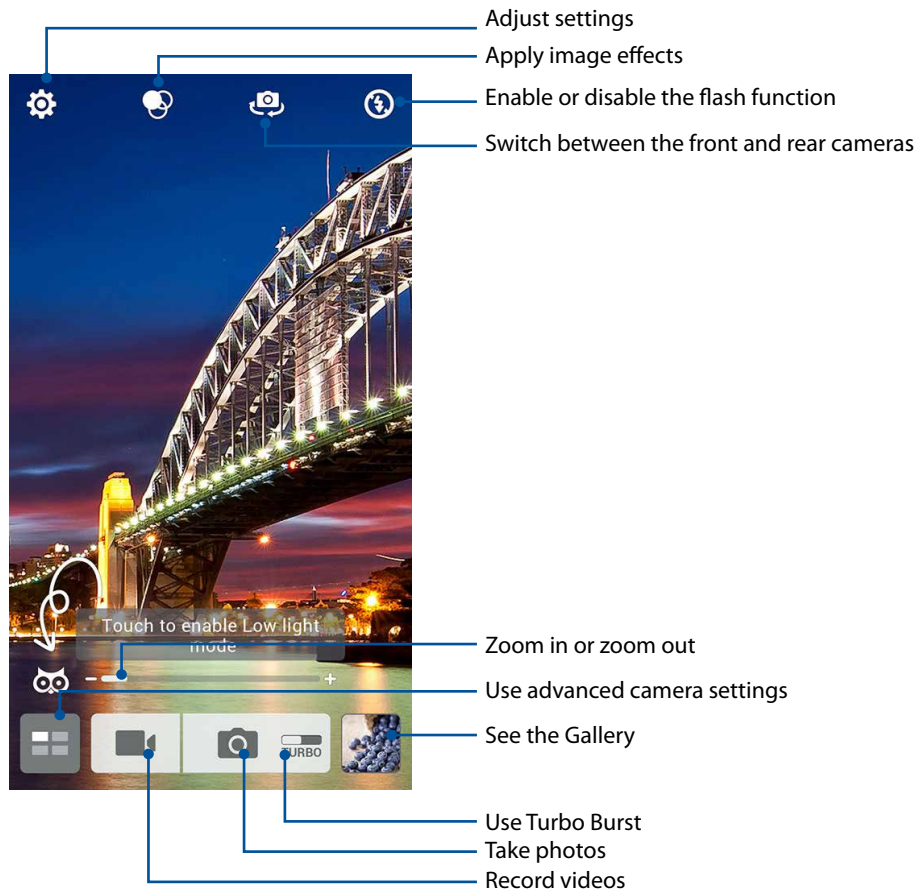 Adjust settings
Apply image effects
Enable or disable the flash function
Switch between the front and rear cameras
Touch to enable Low light
mode
Zoom in or zoom out
Use advanced camera settings
See the Gallery
TURBO
Use Turbo Burst
Take photos
Record videos